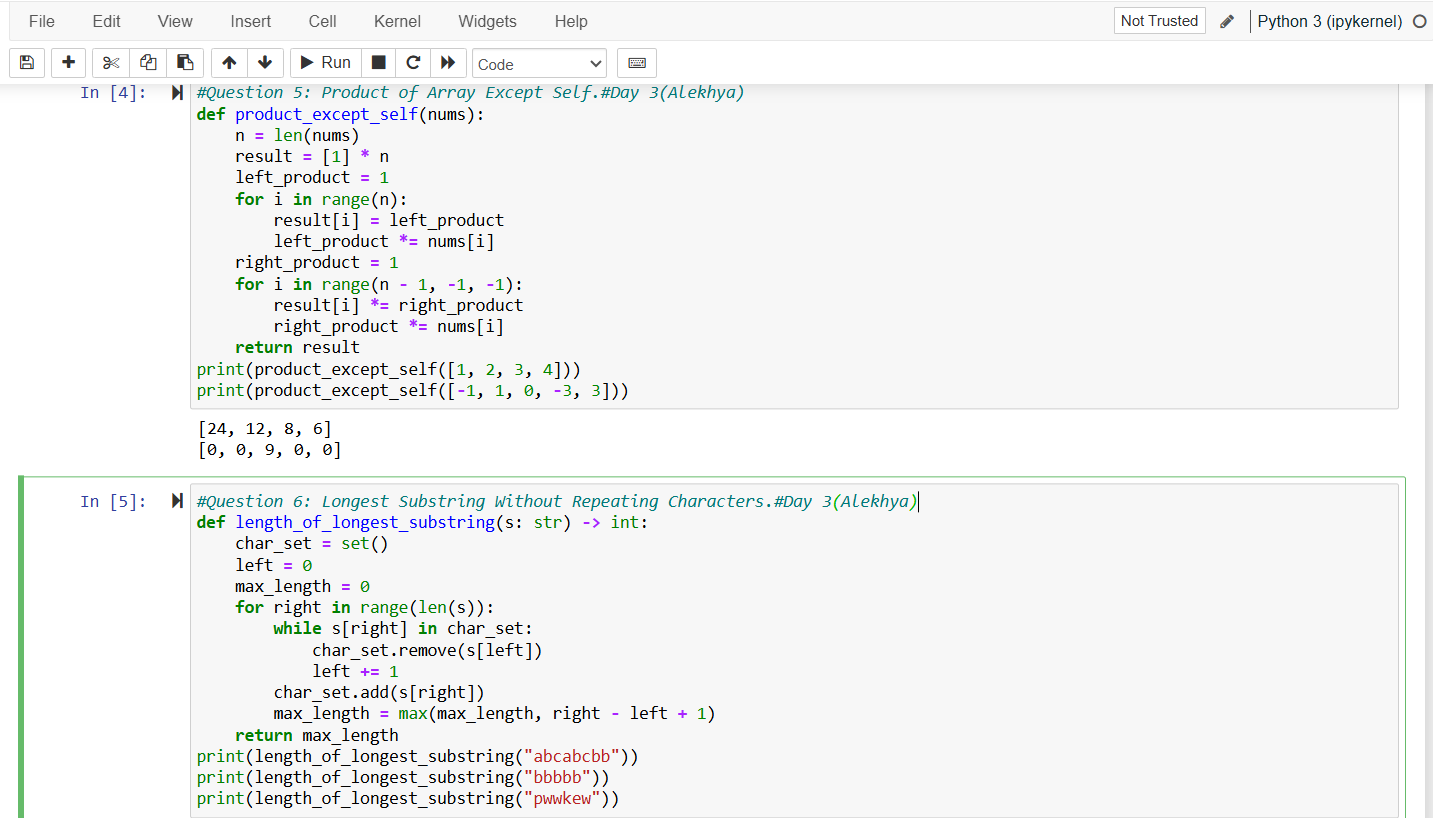 File Edit View Insert Cell Kernel Widgets Help Not Trusted Python 3 (ipykernel)
Run Code
In [4]: #Question 5: Product of Array Except Self.#Day 3(Alekhya)
def product_except_self(nums):
    n = len(nums)
    result = [1] * n
    left_product = 1
    for i in range(n):
        result[i] = left_product
        left_product *= nums[i]
    right_product = 1
    for i in range(n - 1, -1, -1):
        result[i] *= right_product
        right_product *= nums[i]
    return result
print(product_except_self([1, 2, 3, 4]))
print(product_except_self([-1, 1, 0, -3, 3]))
[24, 12, 8, 6]
[0, 0, 9, 0, 0]
In [5]: #Question 6: Longest Substring Without Repeating Characters.#Day 3(Alekhya)
def length_of_longest_substring(s: str) -> int:
    char_set = set()
    left = 0
    max_length = 0
    for right in range(len(s)):
        while s[right] in char_set:
            char_set.remove(s[left])
            left += 1
        char_set.add(s[right])
        max_length = max(max_length, right - left + 1)
    return max_length
print(length_of_longest_substring("abcabcbb"))
print(length_of_longest_substring("bbbbb"))
print(length_of_longest_substring("pwwkew"))